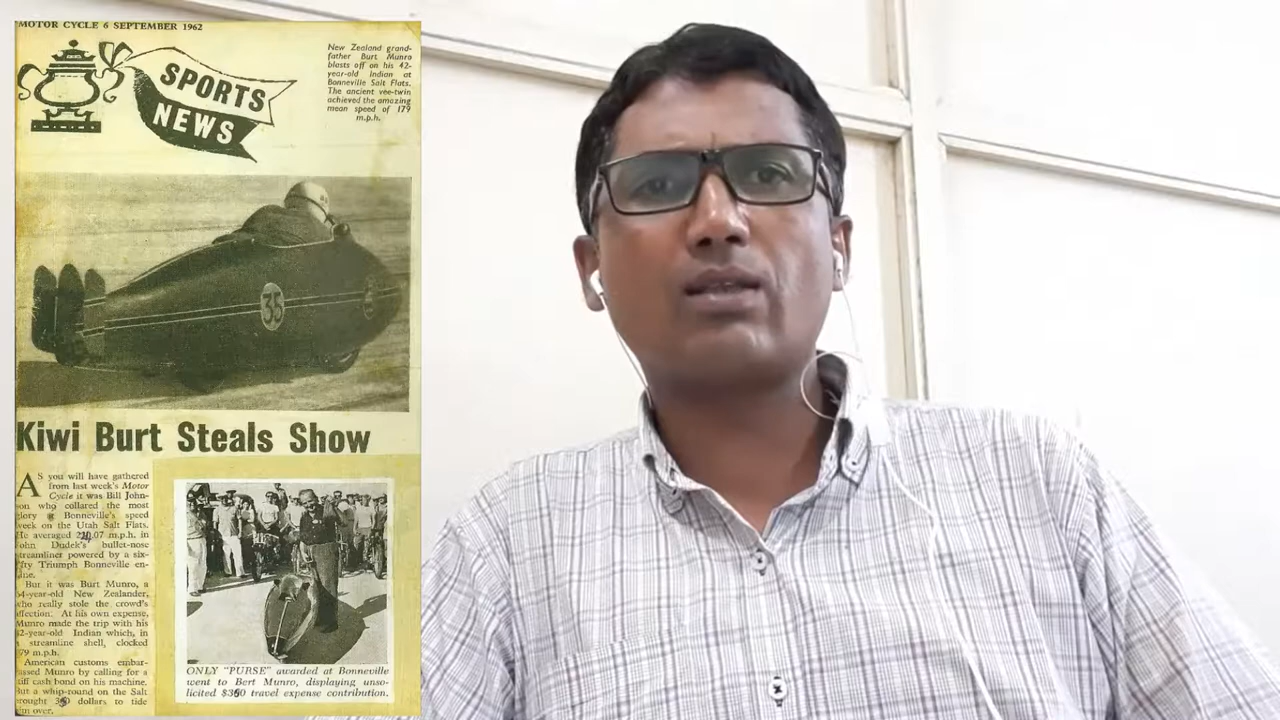 MOTOR CYCLE 6 SEPTEMBER 1962
SPORTS
NEWS
New Zealand grand-
father Burt Munro
blasts off on his 42-
year-old Indian at
Bonneville Salt Flats.
The ancient vee-twin
achieved the amazing
mean speed of 179
m.p.h.
35
Kiwi Burt Steals Show
AS you will have gathered
from last week's Motor
Cycle it was Bill John-
on who collared the most
glory at Bonneville's speed
week on the Utah Salt Flats.
He averaged .07 m.p.h. in
John Dudek's bullet-nose
streamliner powered by a six-
fifty Triumph Bonneville en-
gine.
But it was Burt Munro, a
64-year-old New Zealander,
who really stole the crowd's
affection. At his own expense,
Munro made the trip with his
42-year-old Indian which, in
a streamline shell, clocked
179 m.p.h.
American customs embar-
rassed Munro by calling for a
stiff cash bond on his machine.
But a whip-round on the Salt
brought dollars to tide
him over.
ONLY "PURSE" awarded at Bonneville
went to Bert Munro, displaying unso-
licited travel expense contribution.